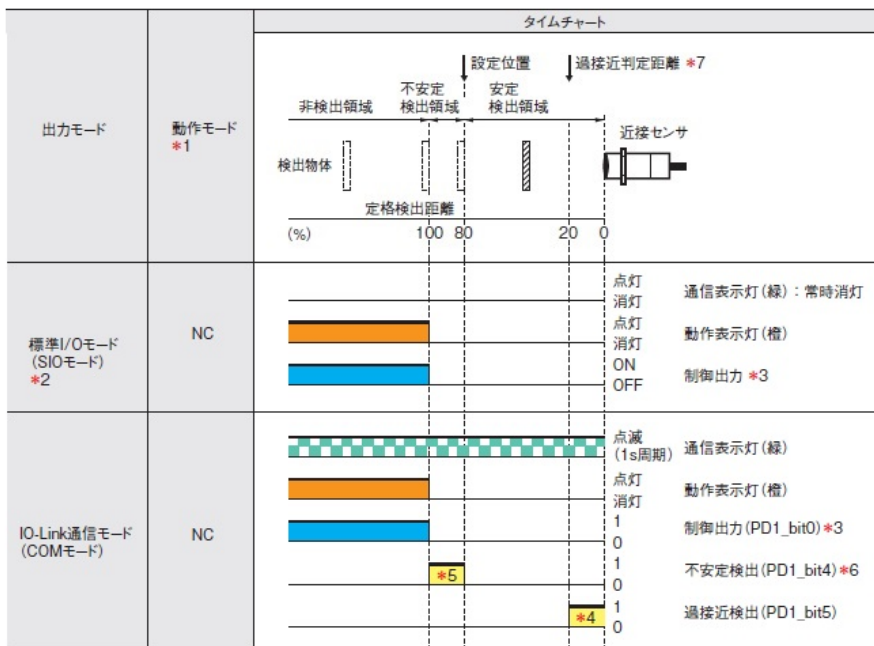 タイムチャート
出力モード
動作モード
*1
設定位置
過接近判定距離 *7
非検出領域
不安定
検出領域
安定
検出領域
近接センサ
検出物体
定格検出距離
(%)
100 80
20 0
標準I/Oモード
(SIOモード)
*2
NC
点灯
消灯
通信表示灯(緑):常時消灯
点灯
消灯
動作表示灯(橙)
ON
OFF
制御出力 *3
IO-Link通信モード
(COMモード)
NC
点滅
(1s周期)
通信表示灯(緑)
点灯
消灯
動作表示灯(橙)
1
0
制御出力(PD1_bit0)*3
*5
1
0
不安定検出(PD1_bit4)*6
*4
1
0
過接近検出(PD1_bit5)